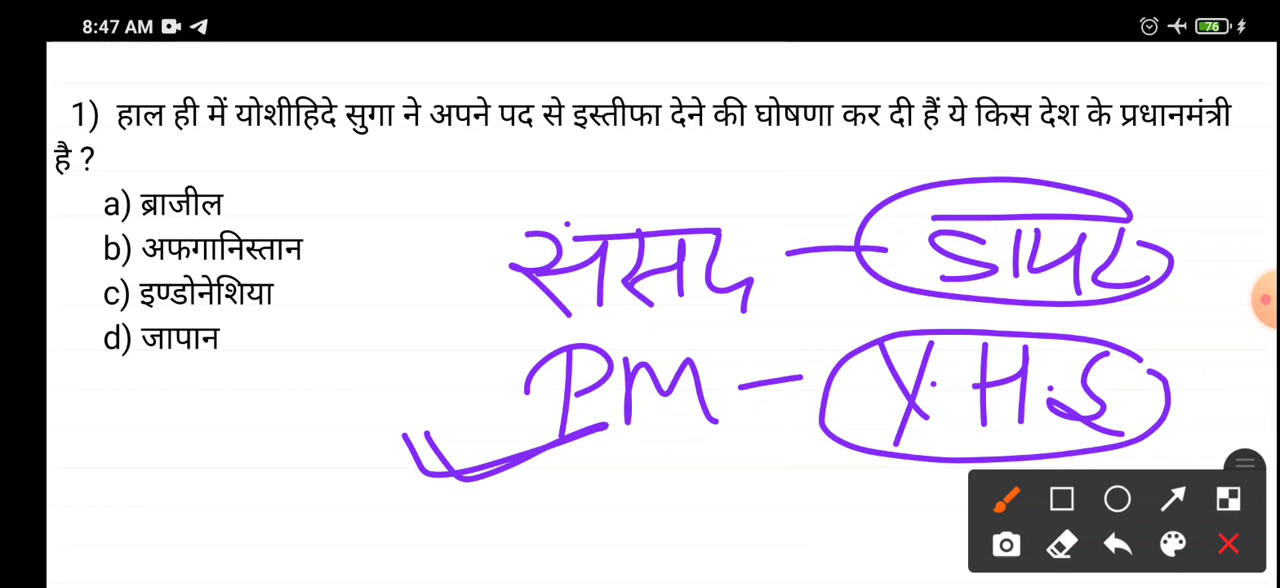 8:47 AM
76
1) हाल ही में योशीहिदे सुगा ने अपने पद से इस्तीफा देने की घोषणा कर दी हैं ये किस देश के प्रधानमंत्री
है ?
a) ब्राजील
b) अफगानिस्तान
c) इण्डोनेशिया
d) जापान
संसद - डायट
PM - Y.H.S